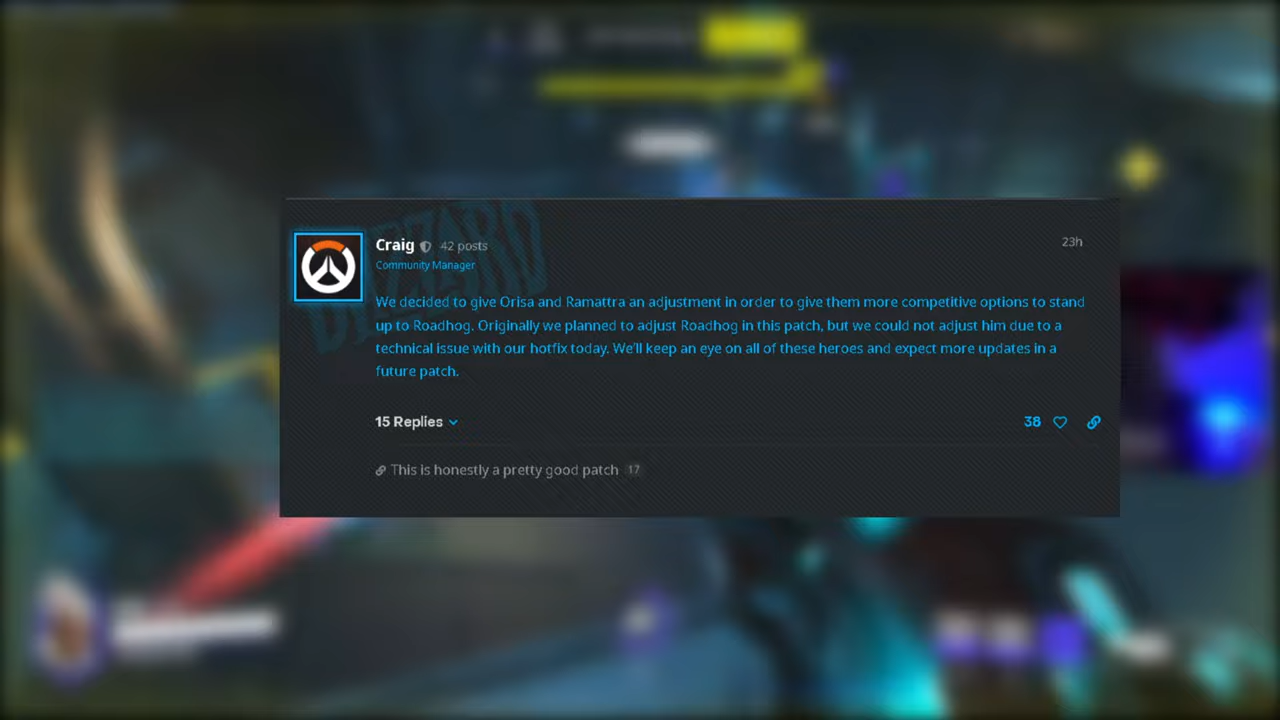 BLIZZARD
Craig 42 posts
23h
Community Manager
We decided to give Orisa and Ramattra an adjustment in order to give them more competitive options to stand
up to Roadhog. Originally we planned to adjust Roadhog in this patch, but we could not adjust him due to a
technical issue with our hotfix today. We'll keep an eye on all of these heroes and expect more updates in a
future patch.
15 Replies
38
This is honestly a pretty good patch 17